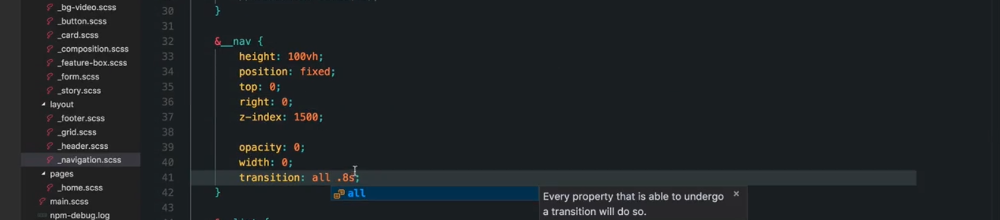 _bg-video.scss
_button.scss
_card.scss
_composition.scss
_feature-box.scss
_form.scss
_story.scss
layout
_footer.scss
_grid.scss
_header.scss
_navigation.scss
pages
_home.scss
main.scss
npm-debug.log
30 }
31
32 &__nav {
33 height: 100vh;
34 position: fixed;
35 top: 0;
36 right: 0;
37 z-index: 1500;
38
39 opacity: 0;
40 width: 0;
41 transition: all .8s;
42 }
43
all
Every property that is able to undergo
a transition will do so.